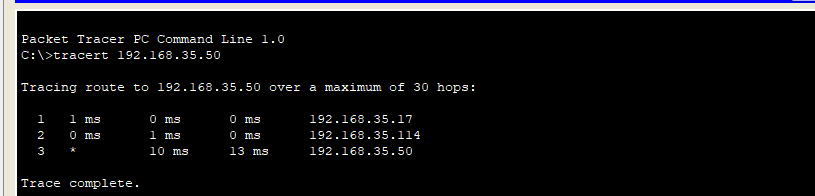 Packet Tracer PC Command Line 1.0
C:\>tracert 192.168.35.50
Tracing route to 192.168.35.50 over a maximum of 30 hops:
1 1 ms 0 ms 0 ms 192.168.35.17
2 0 ms 1 ms 0 ms 192.168.35.114
3 * 10 ms 13 ms 192.168.35.50
Trace complete.